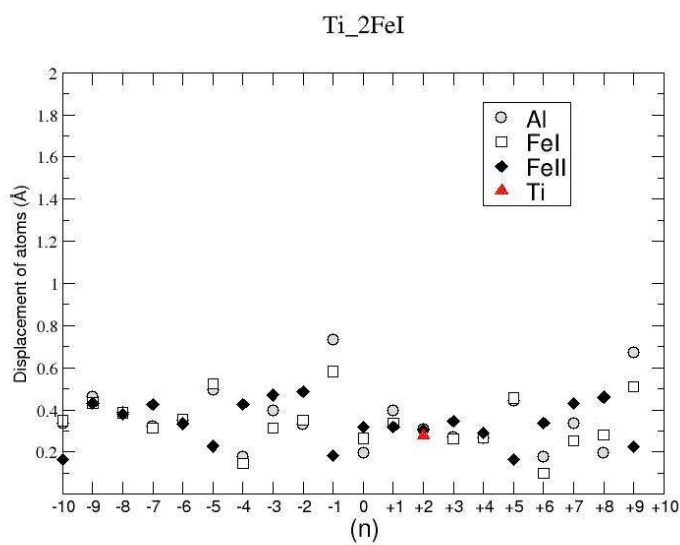 Ti_2FeI
Displacement of atoms (Å)
2
1.8
1.6
1.4
1.2
1
0.8
0.6
0.4
0.2
Al
FeI
FeII
Ti
-10 -9 -8 -7 -6 -5 -4 -3 -2 -1 0 +1 +2 +3 +4 +5 +6 +7 +8 +9 +10
(n)